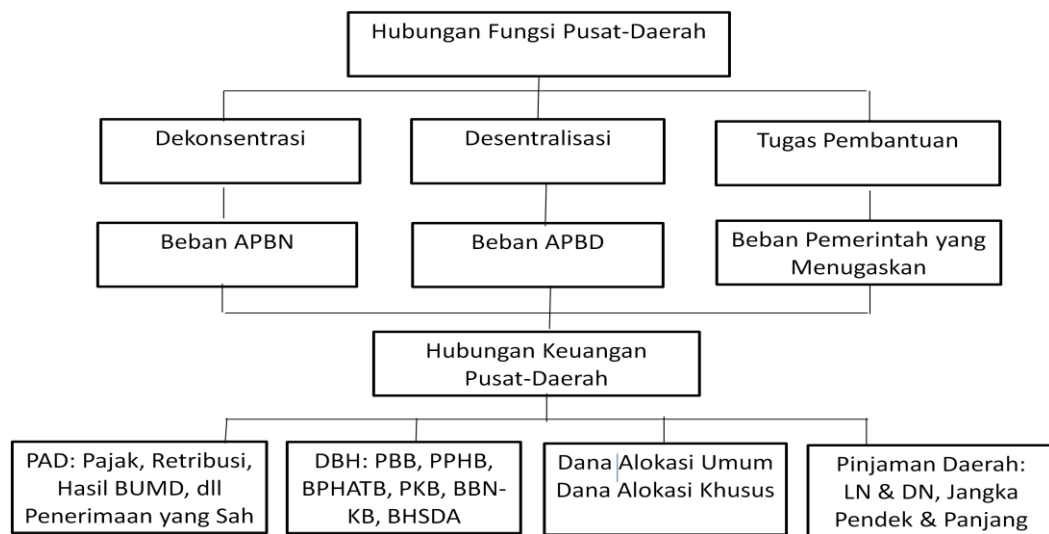 Hubungan Fungsi Pusat-Daerah
Dekonsentrasi
Desentralisasi
Tugas Pembantuan
Beban APBN
Beban APBD
Beban Pemerintah yang
Menugaskan
Hubungan Keuangan
Pusat-Daerah
PAD: Pajak, Retribusi,
Hasil BUMD, dll
Penerimaan yang Sah
DBH: PBB, PPHB,
BPHATB, PKB, BBN-
KB, BHSDA
Dana Alokasi Umum
Dana Alokasi Khusus
Pinjaman Daerah:
LN & DN, Jangka
Pendek & Panjang